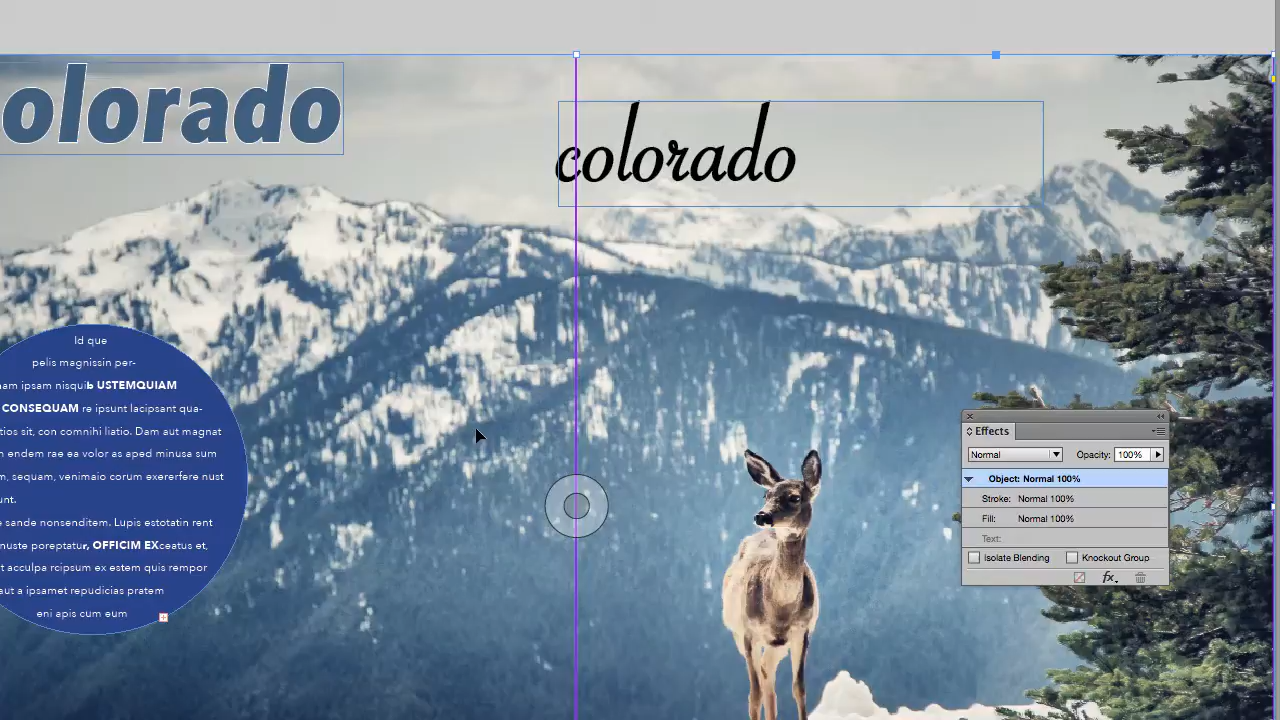 olorado
colorado
Id que
pelis magnissin per-
nam ipsam nisquib USTEMQUIAM
CONSEQUAM re ipsunt lacipsant qua-
tios sit, con comnihi liatio. Dam aut magnat
n endem rae ea volor as aped minusa sum
m, sequam, venimaio corum exererfere nust
unt.
e sande nonsenditem. Lupis estotatin rent
nuste poreptatur, OFFICIM EXceatus et,
t acculpa rcipsum ex estem quis rempor
aut a ipsamet repudicias pratem
eni apis cum eum
Effects
Normal Opacity: 100%
Object: Normal 100%
Stroke: Normal 100%
Fill: Normal 100%
Text:
Isolate Blending Knockout Group
fx.